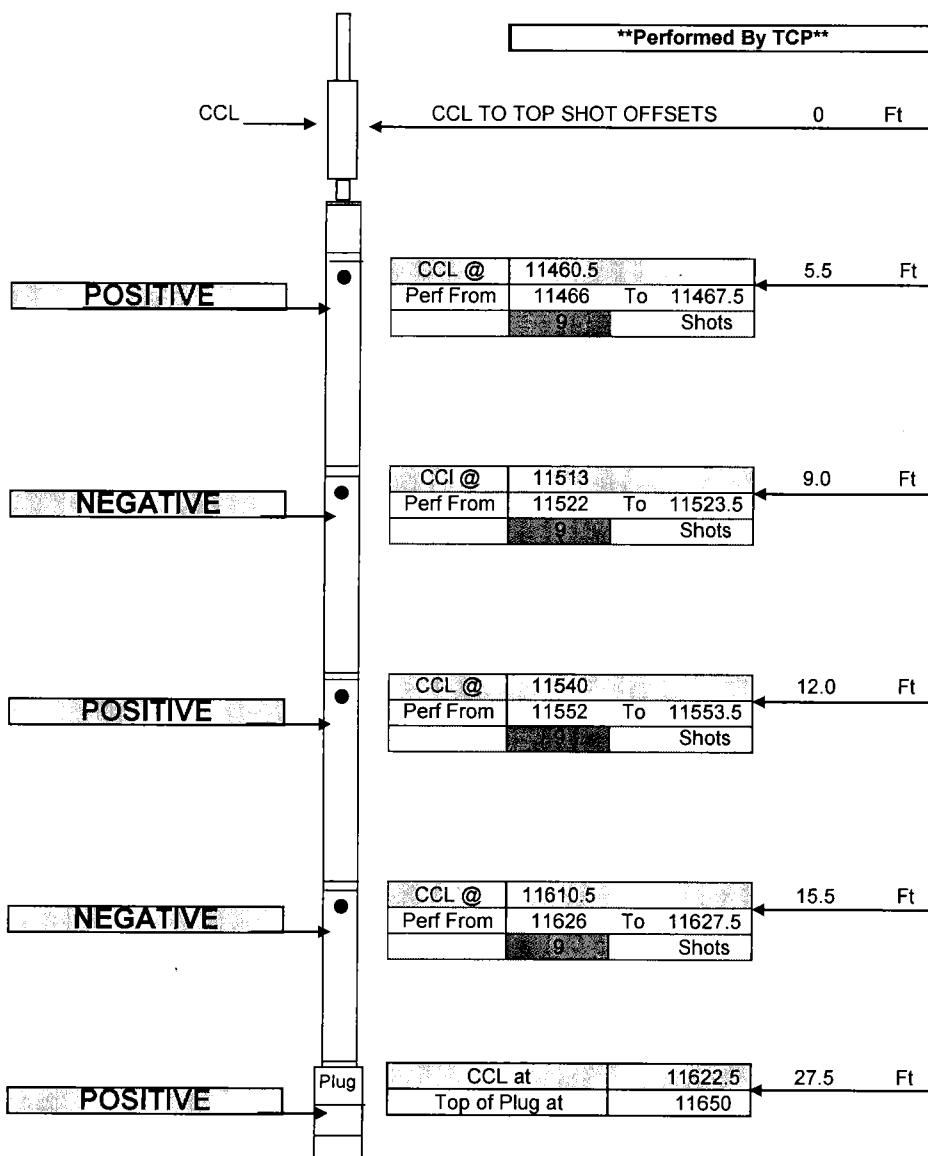 **Performed By TCP**
CCL CCL TO TOP SHOT OFFSETS 0 Ft
CCL @ 11460.5 5.5 Ft
POSITIVE Perf From 11466 To 11467.5
9 Shots
CCl @ 11513 9.0 Ft
NEGATIVE Perf From 11522 To 11523.5
9 Shots
CCL @ 11540 12.0 Ft
POSITIVE Perf From 11552 To 11553.5
9 Shots
CCL @ 11610.5 15.5 Ft
NEGATIVE Perf From 11626 To 11627.5
9 Shots
Plug CCL at 11622.5 27.5 Ft
POSITIVE Top of Plug at 11650